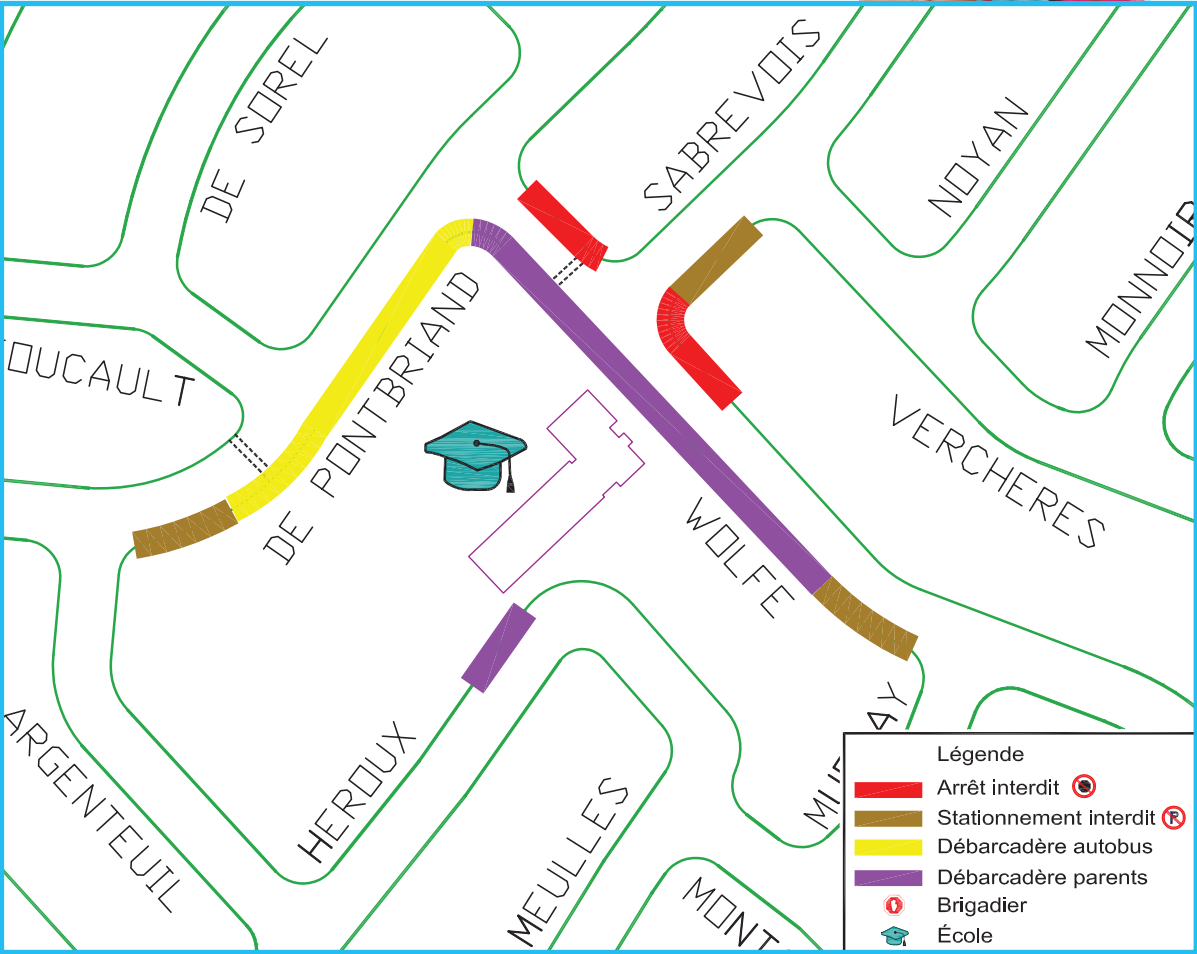 DE SOREL
SABREVOIS
NOYAN
MONNOIR
OUCAULT
DE PONTBRIAND
VERCHERES
WOLFE
ARGENTEUIL
HEROUX
MEULLES
MONT
Légende
Arrêt interdit
Stationnement interdit P
Débarcadère autobus
Débarcadère parents
Brigadier
École